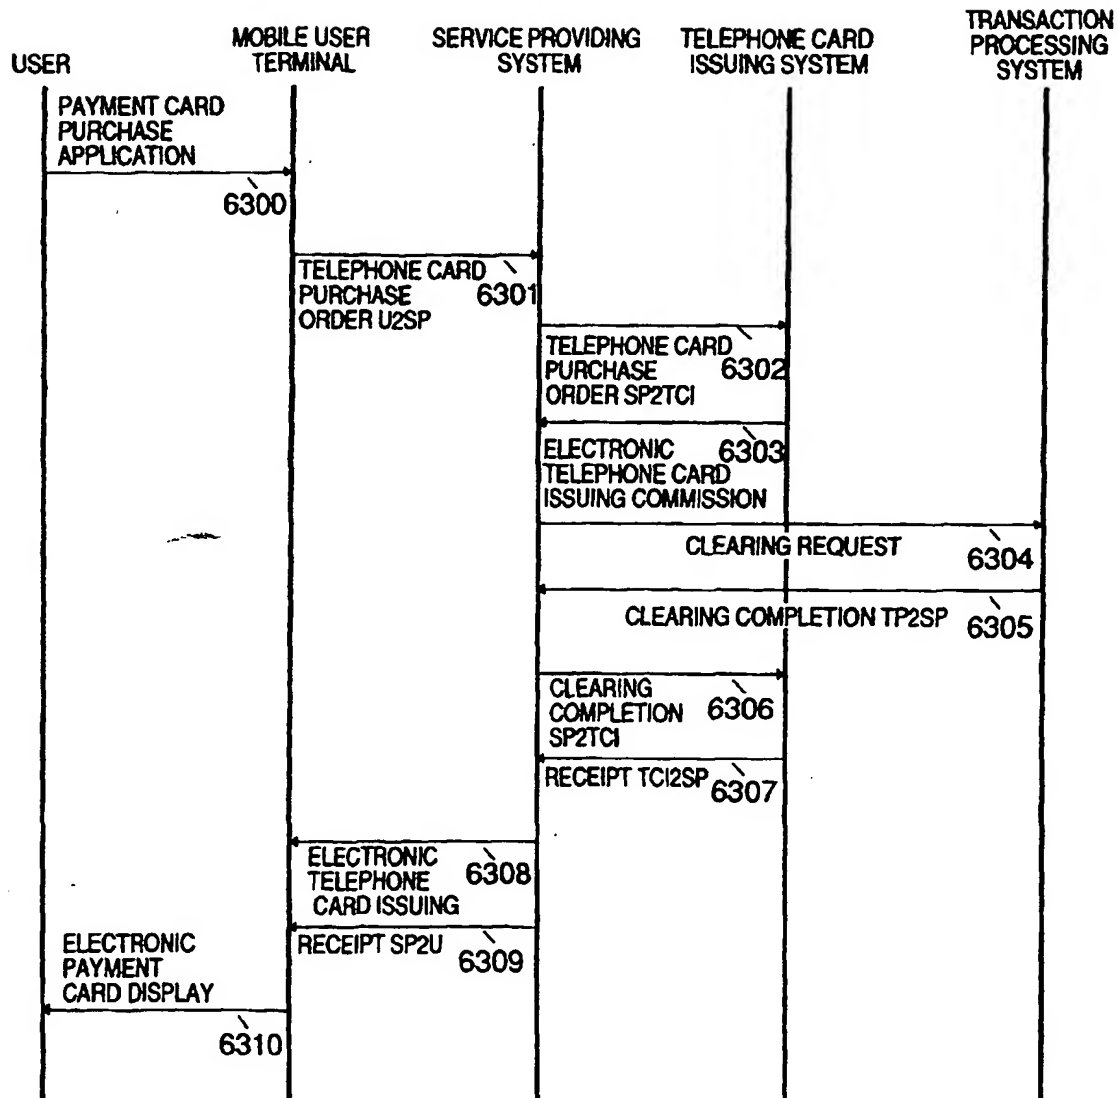 USER
MOBILE USER
TERMINAL
SERVICE PROVIDING
SYSTEM
TELEPHONE CARD
ISSUING SYSTEM
TRANSACTION
PROCESSING
SYSTEM
PAYMENT CARD
PURCHASE
APPLICATION
6300
TELEPHONE CARD
PURCHASE
ORDER U2SP
6301
TELEPHONE CARD
PURCHASE
ORDER SP2TCI
6302
ELECTRONIC
TELEPHONE CARD
ISSUING COMMISSION
6303
CLEARING REQUEST
6304
CLEARING COMPLETION TP2SP
6305
CLEARING
COMPLETION
SP2TCI
6306
RECEIPT TCI2SP
6307
ELECTRONIC
TELEPHONE
CARD ISSUING
6308
RECEIPT SP2U
6309
ELECTRONIC
PAYMENT
CARD DISPLAY
6310